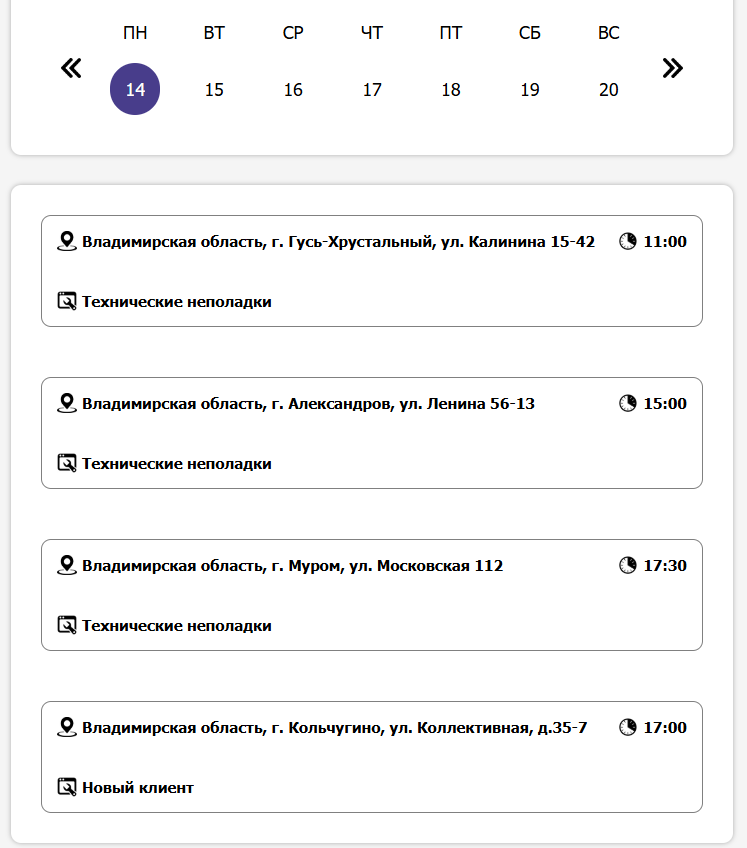 ПН ВТ СР ЧТ ПТ СБ ВС
14 15 16 17 18 19 20
Владимирская область, г. Гусь-Хрустальный, ул. Калинина 15-42 11:00
Технические неполадки
Владимирская область, г. Александров, ул. Ленина 56-13 15:00
Технические неполадки
Владимирская область, г. Муром, ул. Московская 112 17:30
Технические неполадки
Владимирская область, г. Кольчугино, ул. Коллективная, д.35-7 17:00
Новый клиент